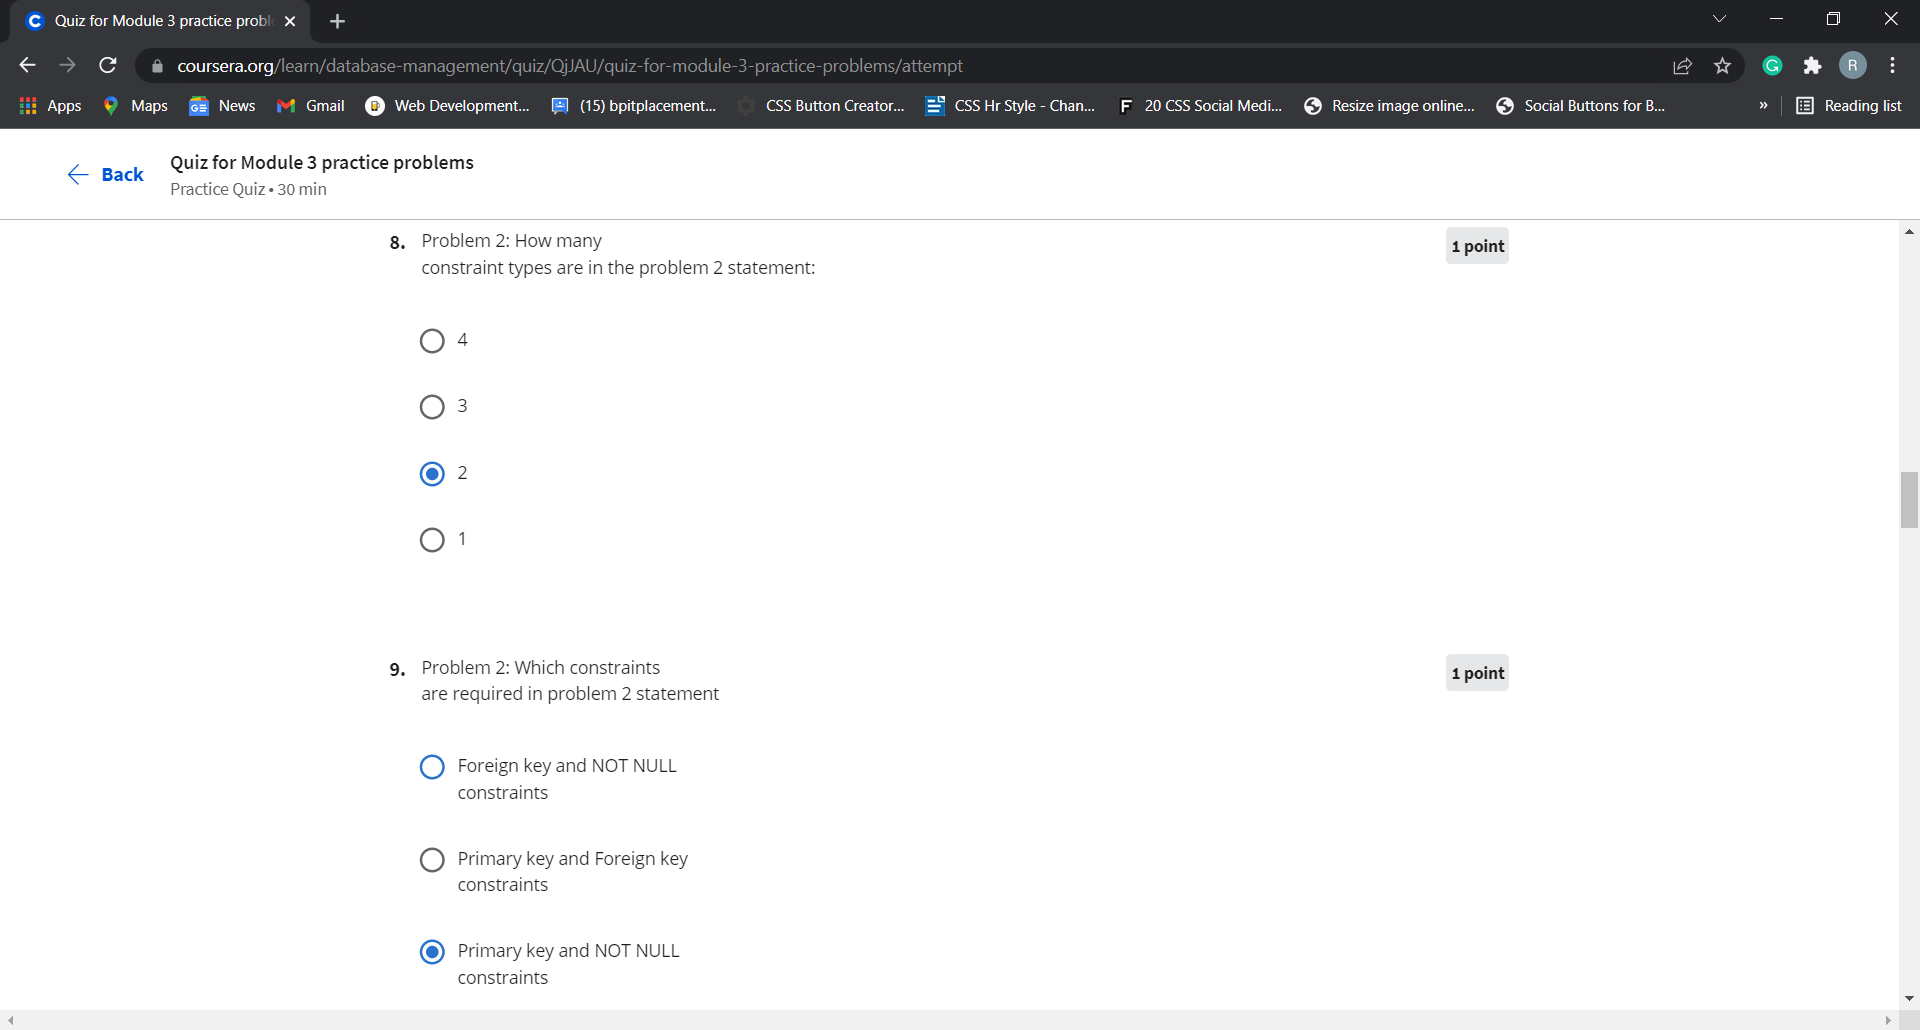 Quiz for Module 3 practice probl
coursera.org/learn/database-management/quiz/QjJAU/quiz-for-module-3-practice-problems/attempt
G
R
Apps
Maps
GE
News
Gmail
Web Development...
(15) bpitplacement...
CSS Button Creator...
CSS Hr Style - Chan...
F
20 CSS Social Medi...
Resize image online...
Social Buttons for B...
»
Reading list
Back
Quiz for Module 3 practice problems
Practice Quiz • 30 min
8.
Problem 2: How many
constraint types are in the problem 2 statement:
1 point
4
3
2
1
9.
Problem 2: Which constraints
are required in problem 2 statement
1 point
Foreign key and NOT NULL
constraints
Primary key and Foreign key
constraints
Primary key and NOT NULL
constraints